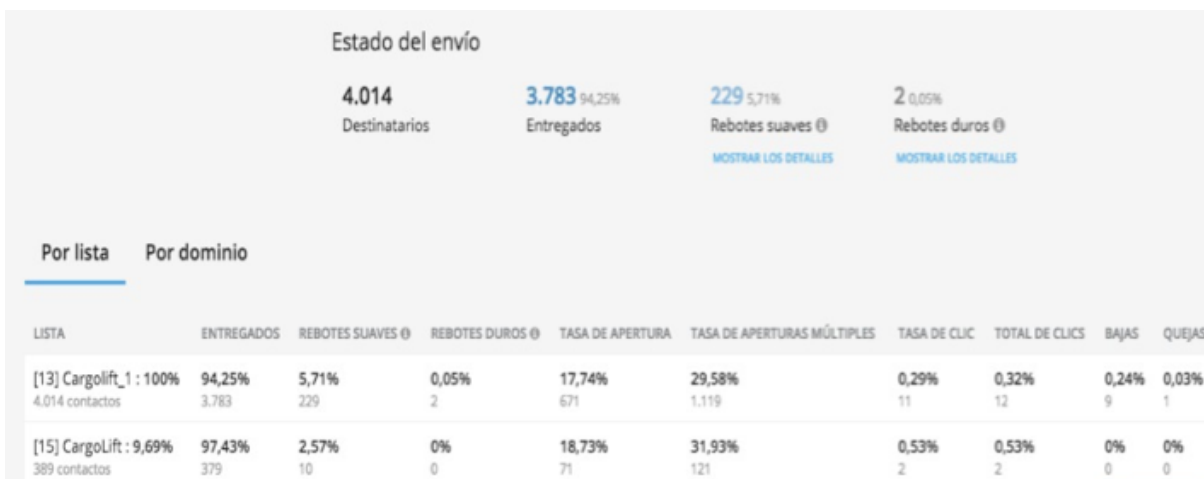 Estado del envío
4.014 3.783 94,25% 229 5,71% 2 0,05%
Destinatarios Entregados Rebotes suaves Rebotes duros
MOSTRAR LOS DETALLES MOSTRAR LOS DETALLES
Por lista Por dominio
LISTA ENTREGADOS REBOTES SUAVES REBOTES DUROS TASA DE APERTURA TASA DE APERTURAS MÚLTIPLES TASA DE CLIC TOTAL DE CLICS BAJAS QUEJAS
[13] Cargolift_1 : 100% 94,25% 5,71% 0,05% 17,74% 29,58% 0,29% 0,32% 0,24% 0,03%
4.014 contactos 3.783 229 2 671 1.119 11 12 9 1
[15] CargoLift : 9,69% 97,43% 2,57% 0% 18,73% 31,93% 0,53% 0,53% 0% 0%
389 contactos 379 10 0 71 121 2 2 0 0